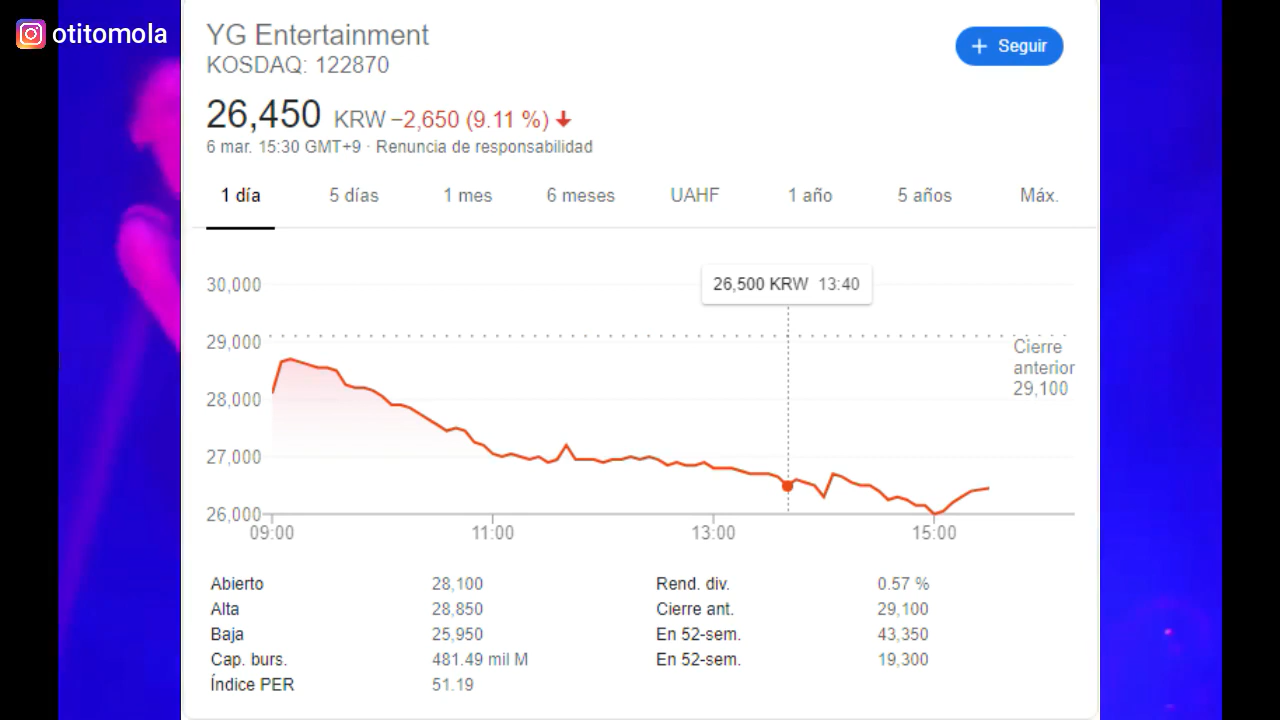 otitomola
YG Entertainment
KOSDAQ: 122870
+ Seguir
26,450 KRW −2,650 (9.11 %)
6 mar. 15:30 GMT+9 · Renuncia de responsabilidad
1 día 5 días 1 mes 6 meses UAHF 1 año 5 años Máx.
26,500 KRW 13:40
30,000
29,000
28,000
27,000
26,000
Cierre
anterior
29,100
09:00 11:00 13:00 15:00
Abierto 28,100 Rend. div. 0.57 %
Alta 28,850 Cierre ant. 29,100
Baja 25,950 En 52-sem. 43,350
Cap. burs. 481.49 mil M En 52-sem. 19,300
Índice PER 51.19